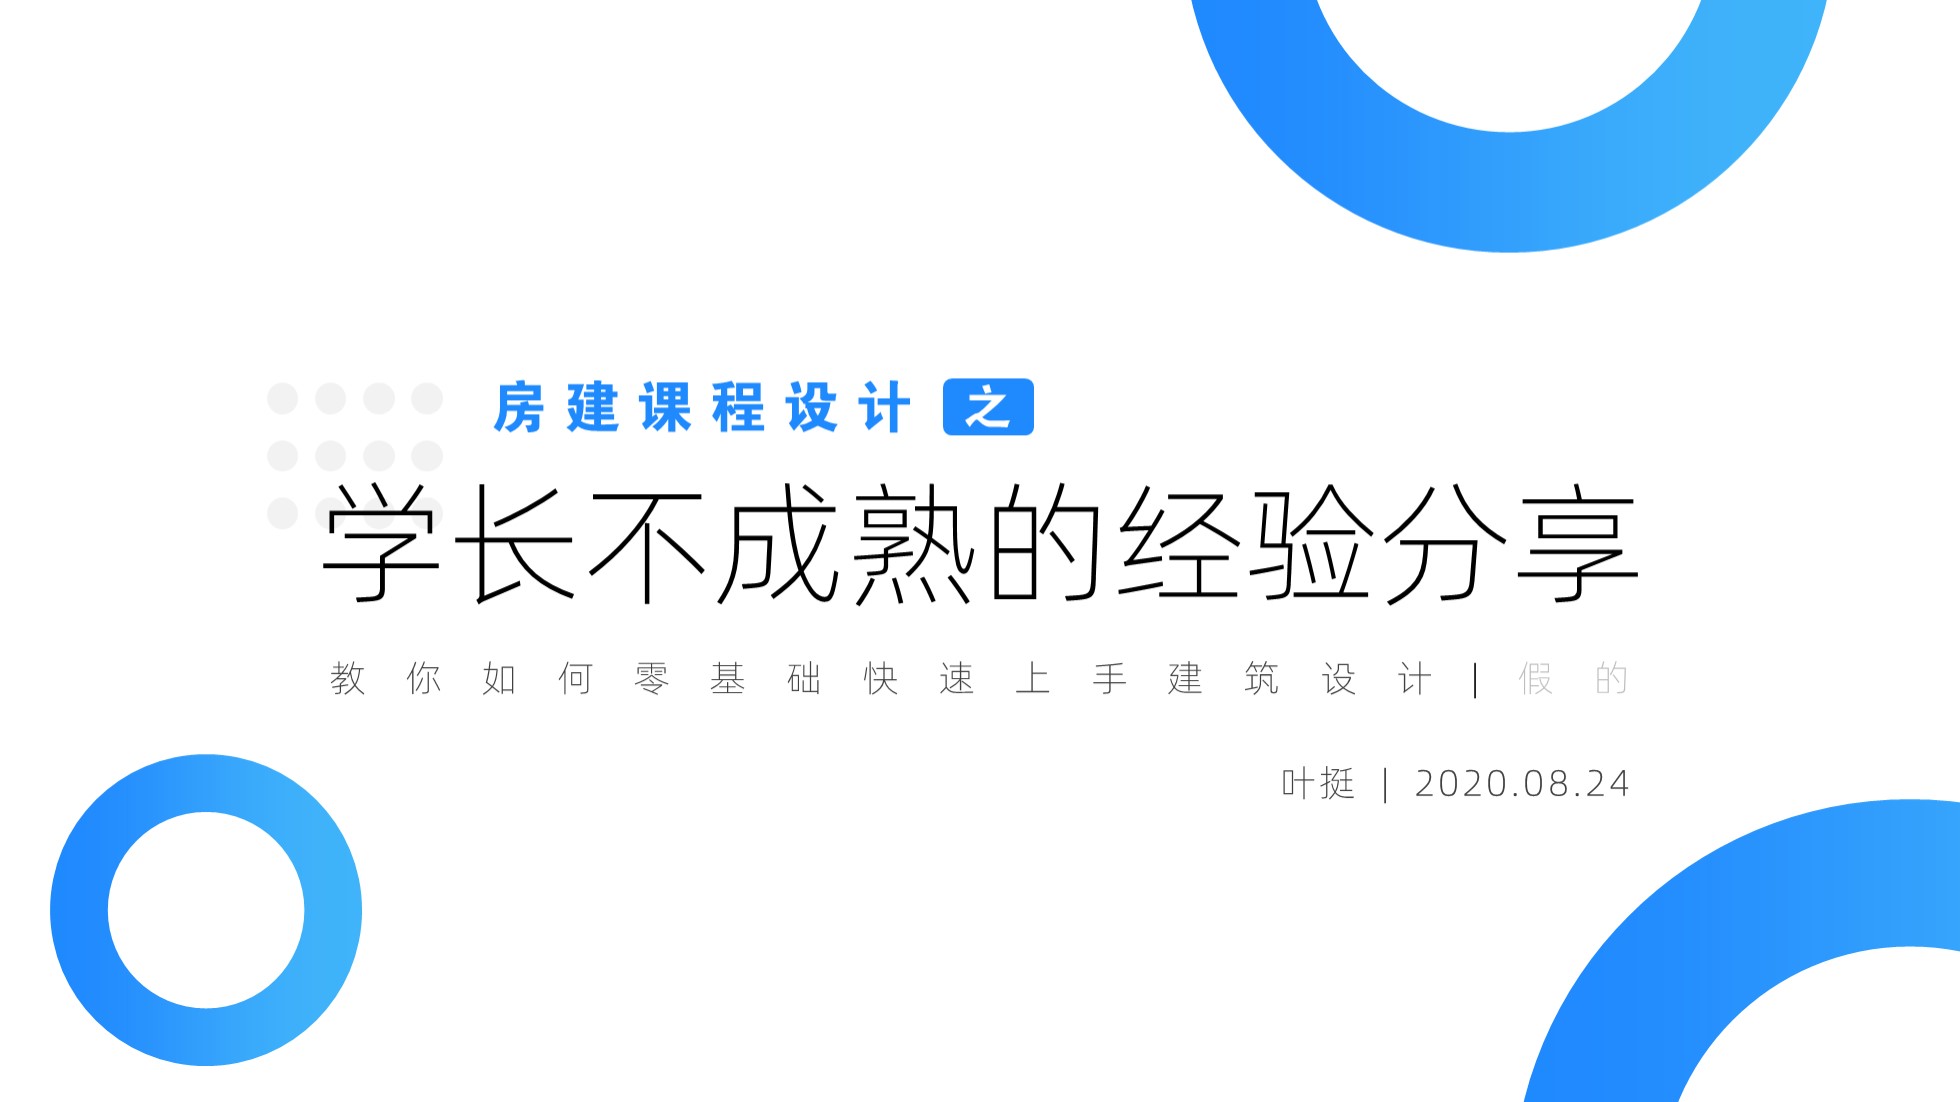 房建课程设计 之
学长不成熟的经验分享
教你如何零基础快速上手建筑设计 | 假的
叶挺 | 2020.08.24